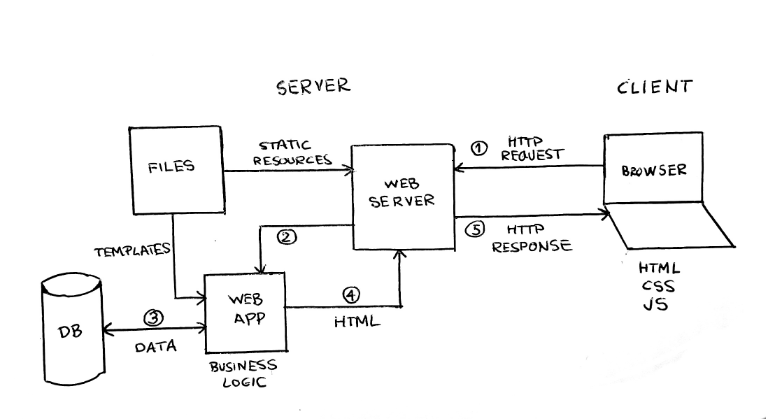 SERVER
CLIENT
FILES
STATIC
RESOURCES
WEB
SERVER
① HTTP
REQUEST
BROWSER
②
⑤ HTTP
RESPONSE
TEMPLATES
HTML
CSS
JS
DB
③
DATA
WEB
APP
④
HTML
BUSINESS
LOGIC